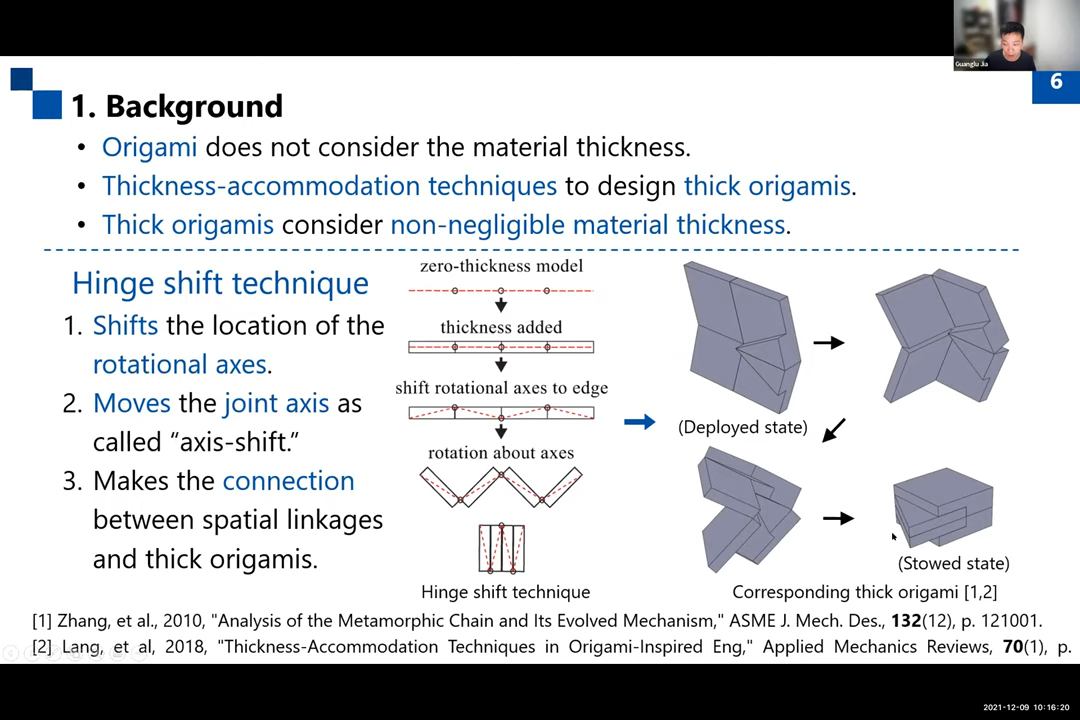 Guanglu Jia
6
1. Background
• Origami does not consider the material thickness.
• Thickness-accommodation techniques to design thick origamis.
• Thick origamis consider non-negligible material thickness.
Hinge shift technique
1. Shifts the location of the
rotational axes.
2. Moves the joint axis as
called “axis-shift.“
3. Makes the connection
between spatial linkages
and thick origamis.
zero-thickness model
thickness added
shift rotational axes to edge
rotation about axes
Hinge shift technique
(Deployed state)
(Stowed state)
Corresponding thick origami [1,2]
[1] Zhang, et al., 2010, "Analysis of the Metamorphic Chain and Its Evolved Mechanism," ASME J. Mech. Des., 132(12), p. 121001.
[2] Lang, et al, 2018, "Thickness-Accommodation Techniques in Origami-Inspired Eng," Applied Mechanics Reviews, 70(1), p.
2021-12-09 10:16:20